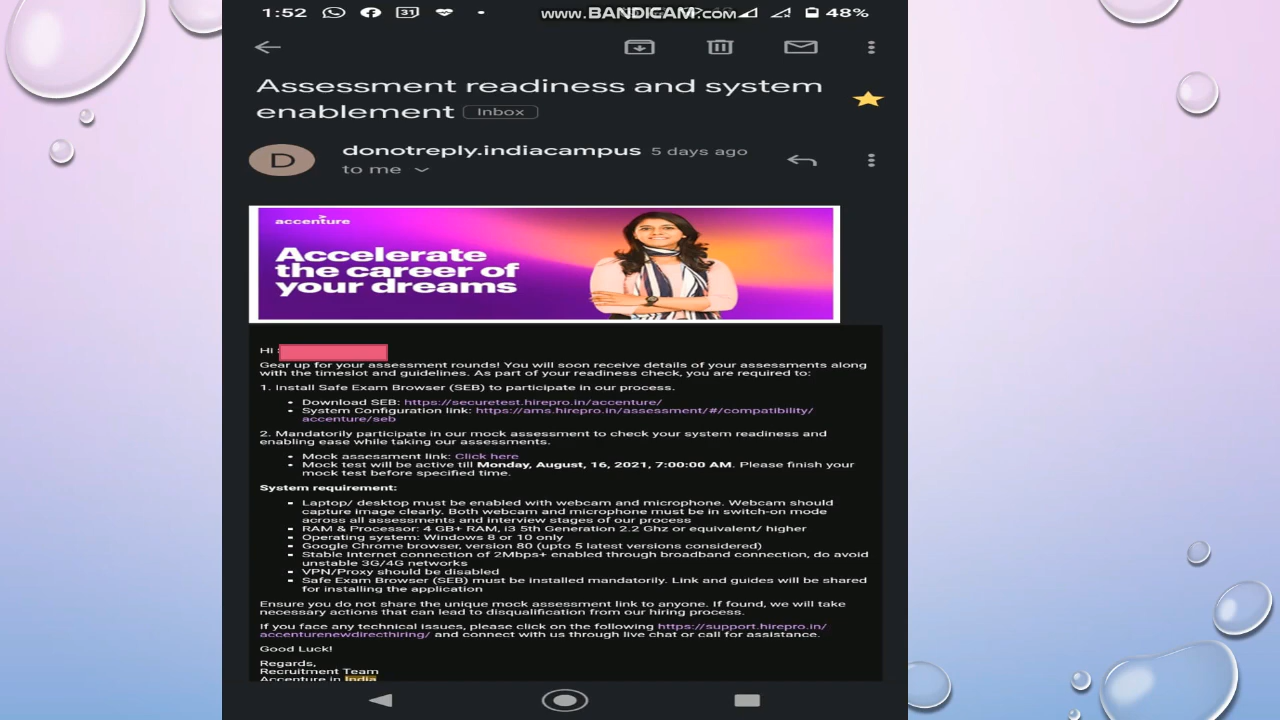 1:52 31 www.BANDICAM.com 48%
Assessment readiness and system
enablement Inbox
D donotreply.indiacampus 5 days ago
to me
accenture
Accelerate
the career of
your dreams
Hi :
Gear up for your assessment rounds! You will soon receive details of your assessments along
with the timeslot and guidelines. As part of your readiness check, you are required to:
1. Install Safe Exam Browser (SEB) to participate in our process.
• Download SEB: https://securetest.hirepro.in/accenture/
• System Configuration link: https://ams.hirepro.in/assessment/#/compatibility/
accenture/seb
2. Mandatorily participate in our mock assessment to check your system readiness and
enabling ease while taking our assessments.
• Mock assessment link: Click here
• Mock test will be active till Monday, August, 16, 2021, 7:00:00 AM. Please finish your
mock test before specified time.
System requirement:
• Laptop/ desktop must be enabled with webcam and microphone. Webcam should
capture image clearly. Both webcam and microphone must be in switch-on mode
across all assessments and interview stages of our process
• RAM & Processor: 4 GB+ RAM, i3 5th Generation 2.2 Ghz or equivalent/ higher
• Operating system: Windows 8 or 10 only
• Google Chrome browser, version 80 (upto 5 latest versions considered)
• Stable Internet connection of 2Mbps+ enabled through broadband connection, do avoid
unstable 3G/4G networks
• VPN/Proxy should be disabled
• Safe Exam Browser (SEB) must be installed mandatorily. Link and guides will be shared
for installing the application
Ensure you do not share the unique mock assessment link to anyone. If found, we will take
necessary actions that can lead to disqualification from our hiring process.
If you face any technical issues, please click on the following https://support.hirepro.in/
accenturenewdirecthiring/ and connect with us through live chat or call for assistance.
Good Luck!
Regards,
Recruitment Team
Accenture in India